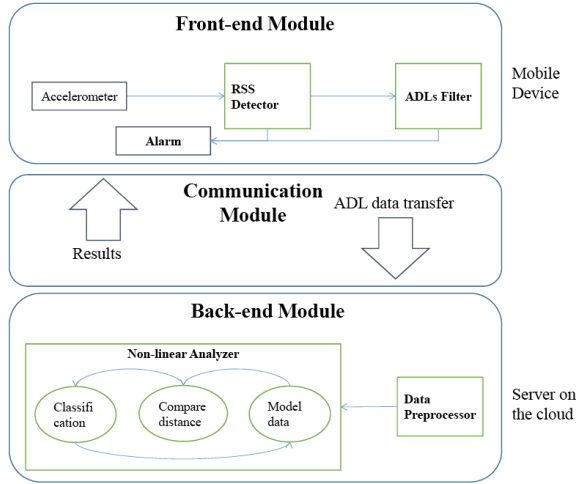 Front-end Module
Mobile
Device
Accelerometer
RSS
Detector
ADLs Filter
Alarm
Communication
Module
ADL data transfer
Results
Back-end Module
Non-linear Analyzer
Classifi
cation
Compare
distance
Model
data
Data
Preprocessor
Server on
the cloud